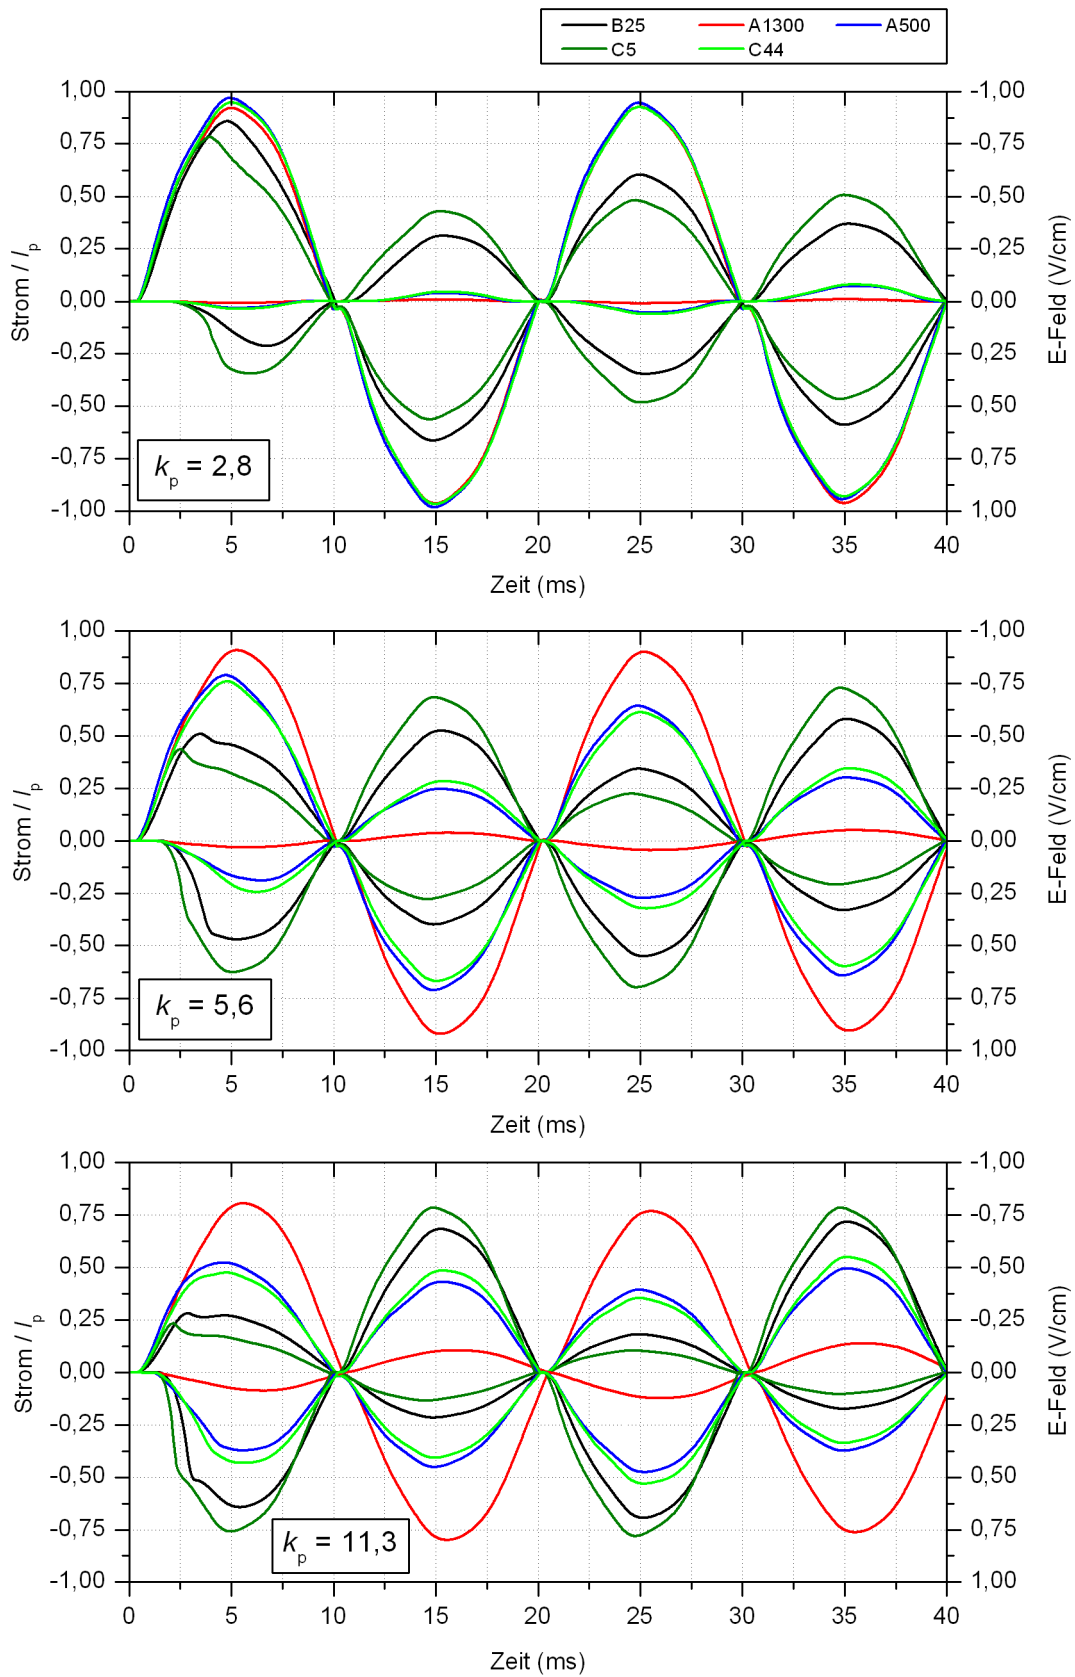 B25 A1300 A500
C5 C44
1,00 -1,00
0,75 -0,75
0,50 -0,50
0,25 -0,25
0,00 0,00
-0,25 0,25
-0,50 0,50
-0,75 0,75
-1,00 1,00
Strom / Ip
E-Feld (V/cm)
kp = 2,8
0 5 10 15 20 25 30 35 40
Zeit (ms)
1,00 -1,00
0,75 -0,75
0,50 -0,50
0,25 -0,25
0,00 0,00
-0,25 0,25
-0,50 0,50
-0,75 0,75
-1,00 1,00
Strom / Ip
E-Feld (V/cm)
kp = 5,6
0 5 10 15 20 25 30 35 40
Zeit (ms)
1,00 -1,00
0,75 -0,75
0,50 -0,50
0,25 -0,25
0,00 0,00
-0,25 0,25
-0,50 0,50
-0,75 0,75
-1,00 1,00
Strom / Ip
E-Feld (V/cm)
kp = 11,3
0 5 10 15 20 25 30 35 40
Zeit (ms)